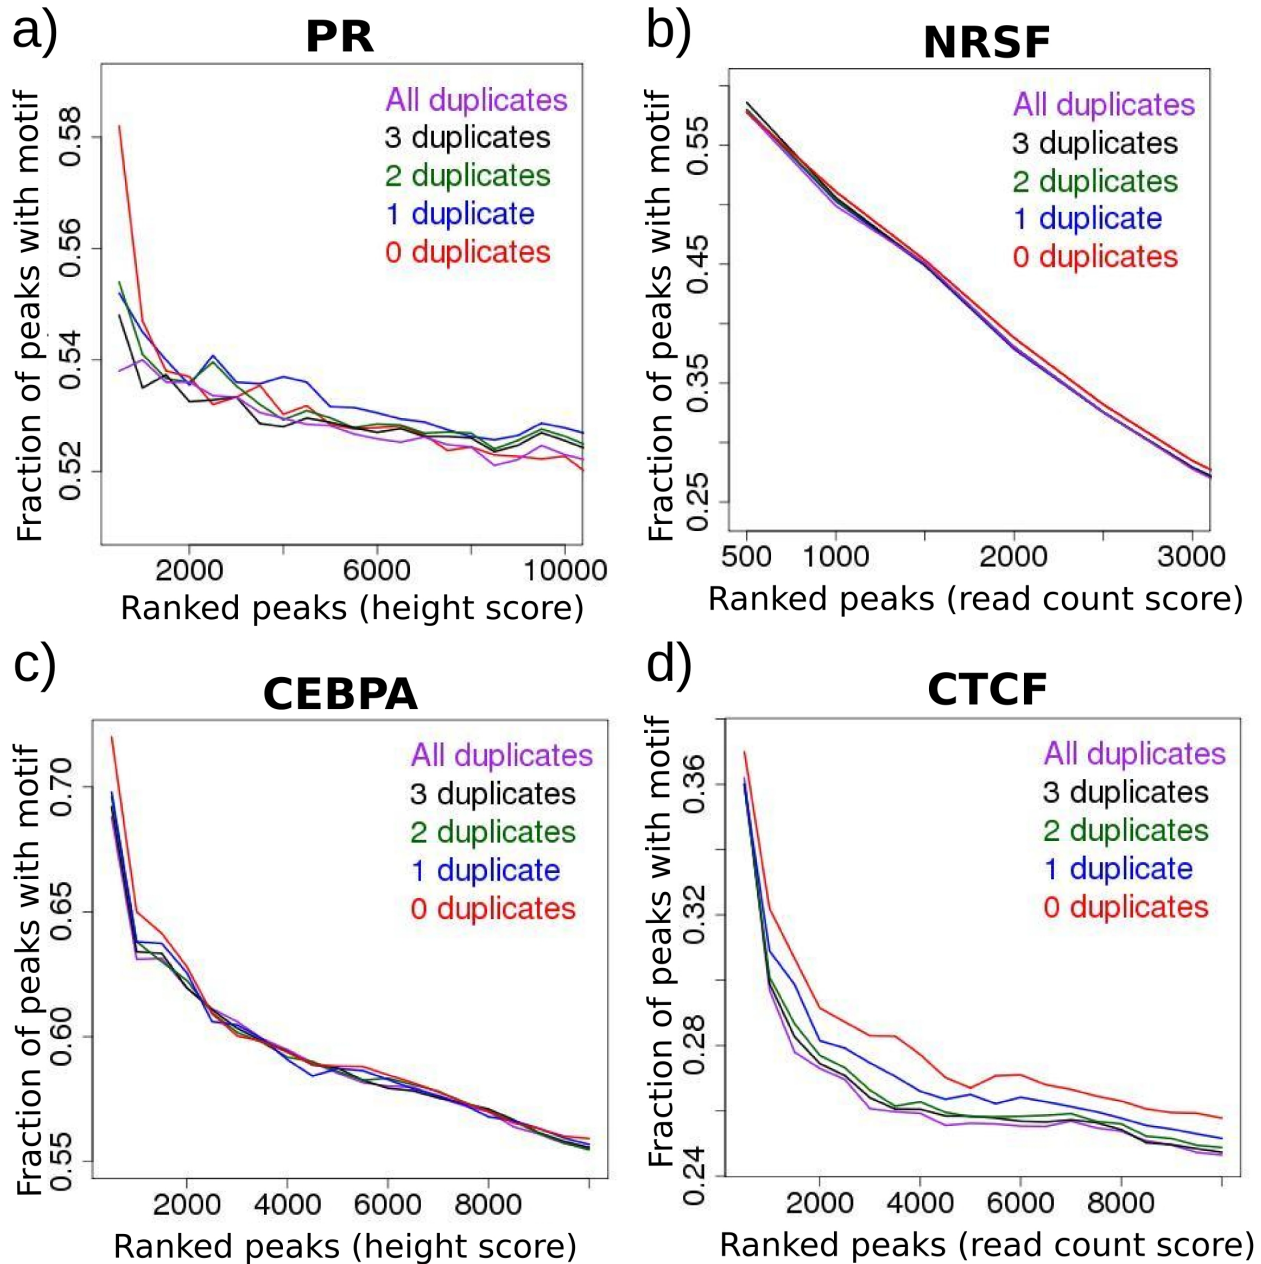 a)
PR
Fraction of peaks with motif
0.58
0.56
0.54
0.52
All duplicates
3 duplicates
2 duplicates
1 duplicate
0 duplicates
2000 6000 10000
Ranked peaks (height score)
b)
NRSF
Fraction of peaks with motif
0.55
0.45
0.35
0.25
All duplicates
3 duplicates
2 duplicates
1 duplicate
0 duplicates
500 1000 2000 3000
Ranked peaks (read count score)
c)
CEBPA
Fraction of peaks with motif
0.70
0.65
0.60
0.55
All duplicates
3 duplicates
2 duplicates
1 duplicate
0 duplicates
2000 4000 6000 8000
Ranked peaks (height score)
d)
CTCF
Fraction of peaks with motif
0.36
0.32
0.28
0.24
All duplicates
3 duplicates
2 duplicates
1 duplicate
0 duplicates
2000 4000 6000 8000
Ranked peaks (read count score)